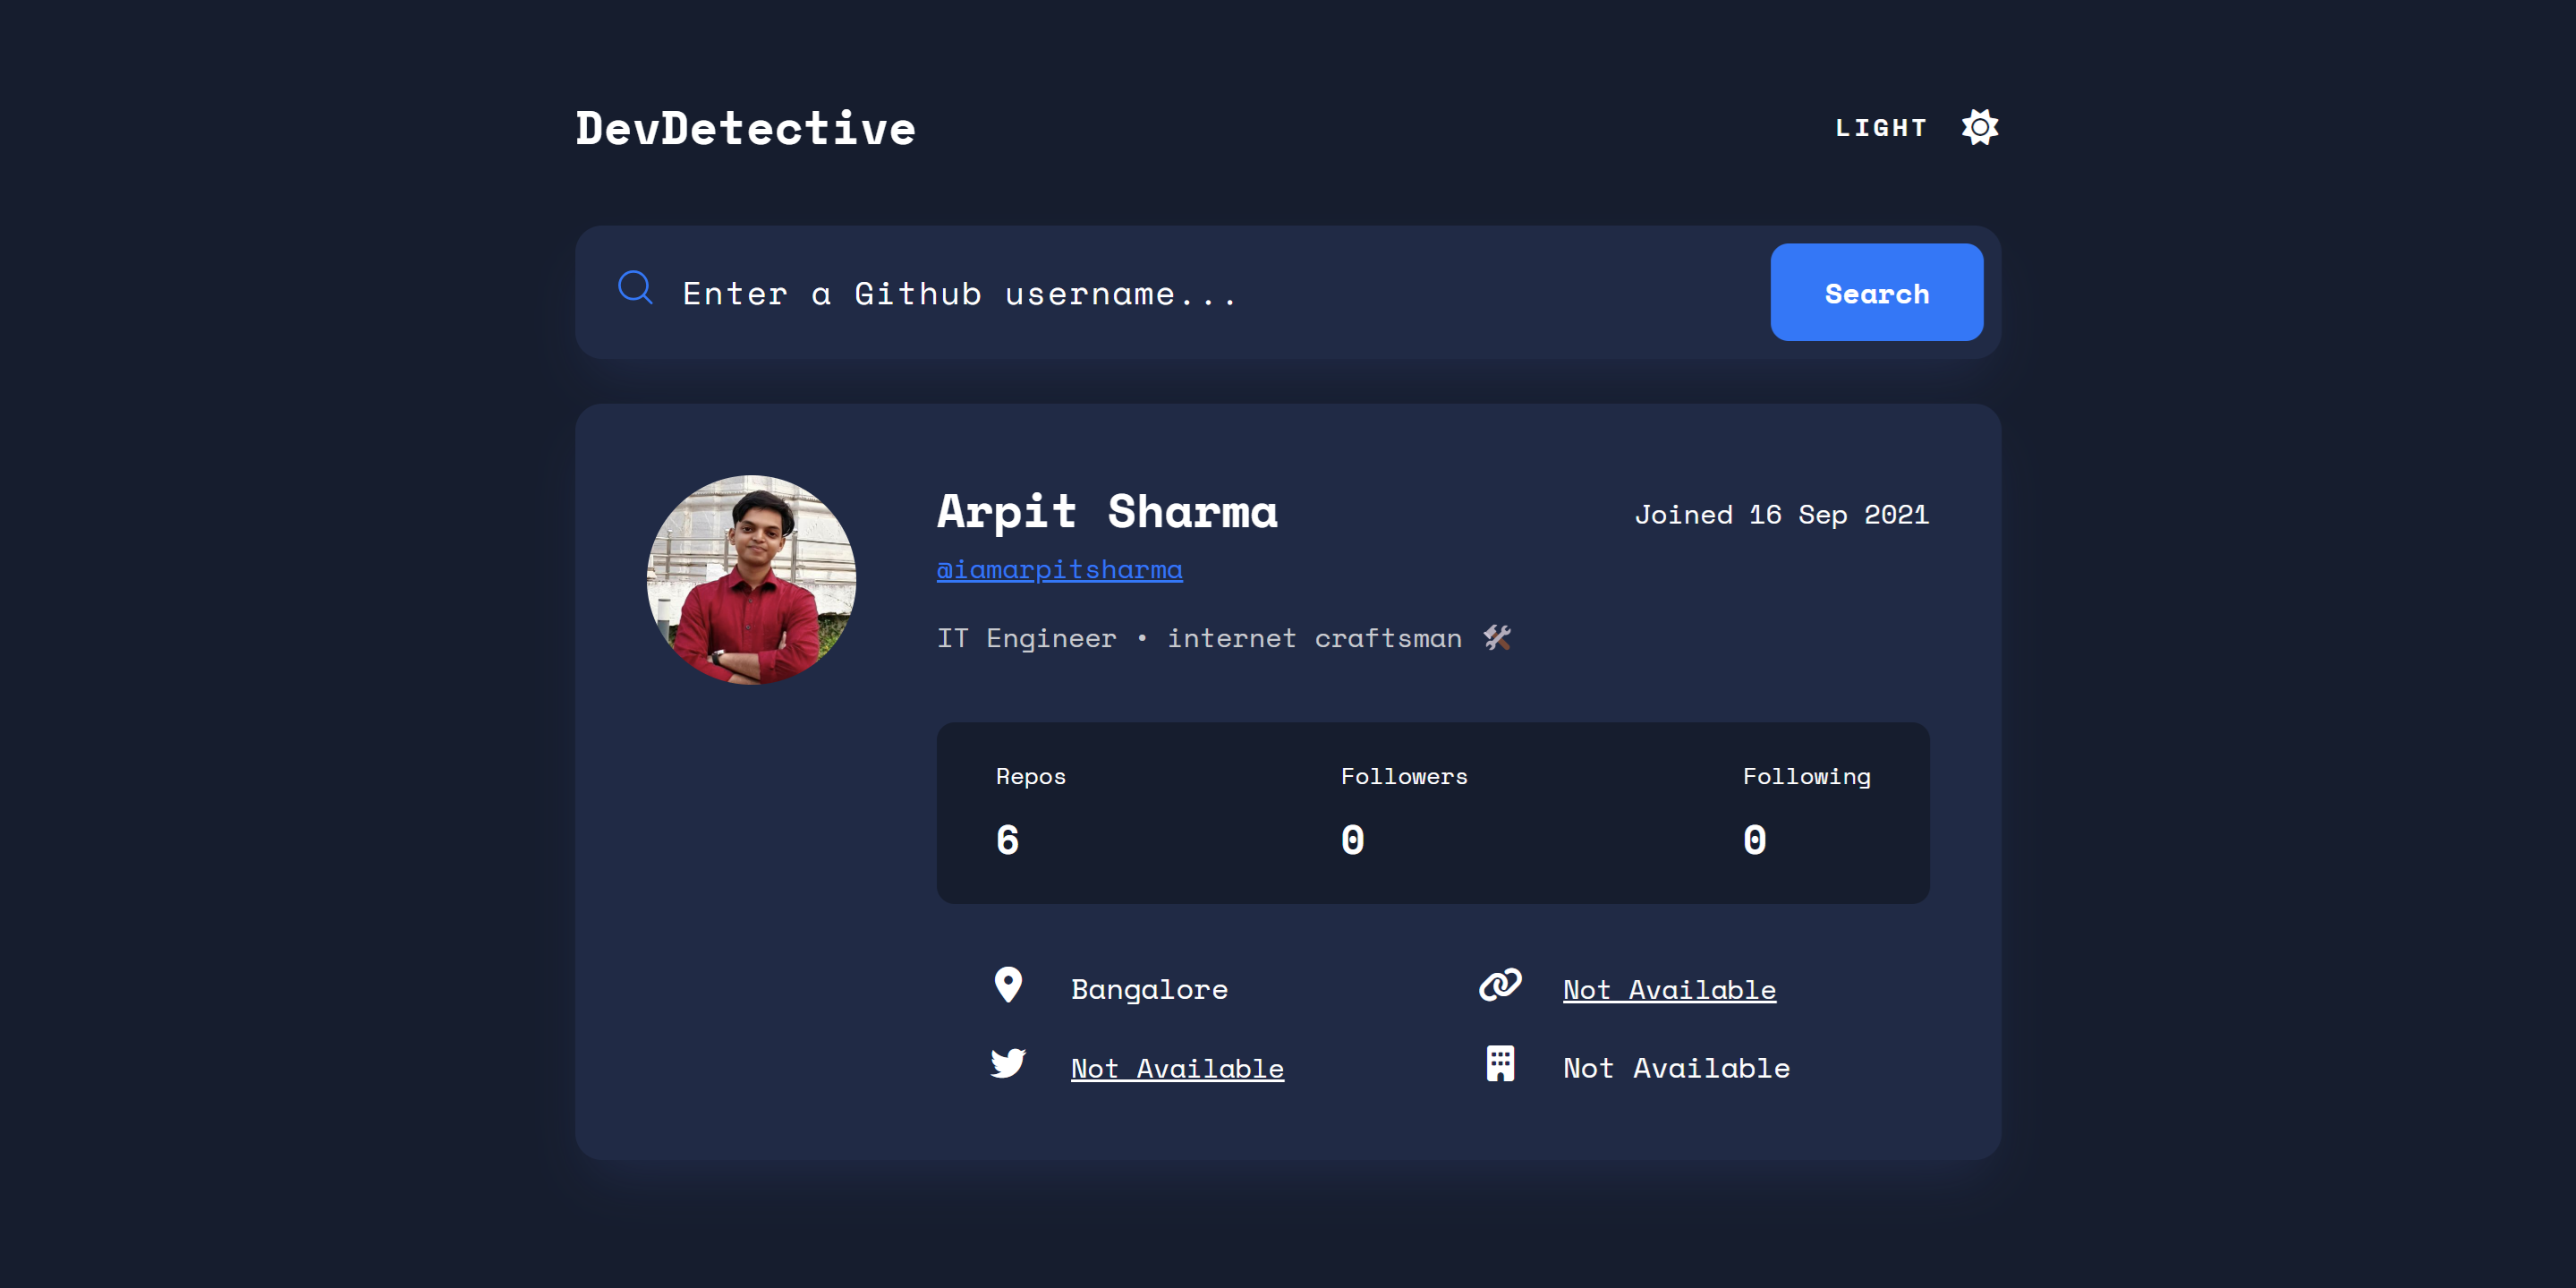 DevDetective
LIGHT
Enter a Github username...
Search
Arpit Sharma
Joined 16 Sep 2021
@iamarpitsharma
IT Engineer • internet craftsman 🛠️
Repos
Followers
Following
6
0
0
Bangalore
Not Available
Not Available
Not Available